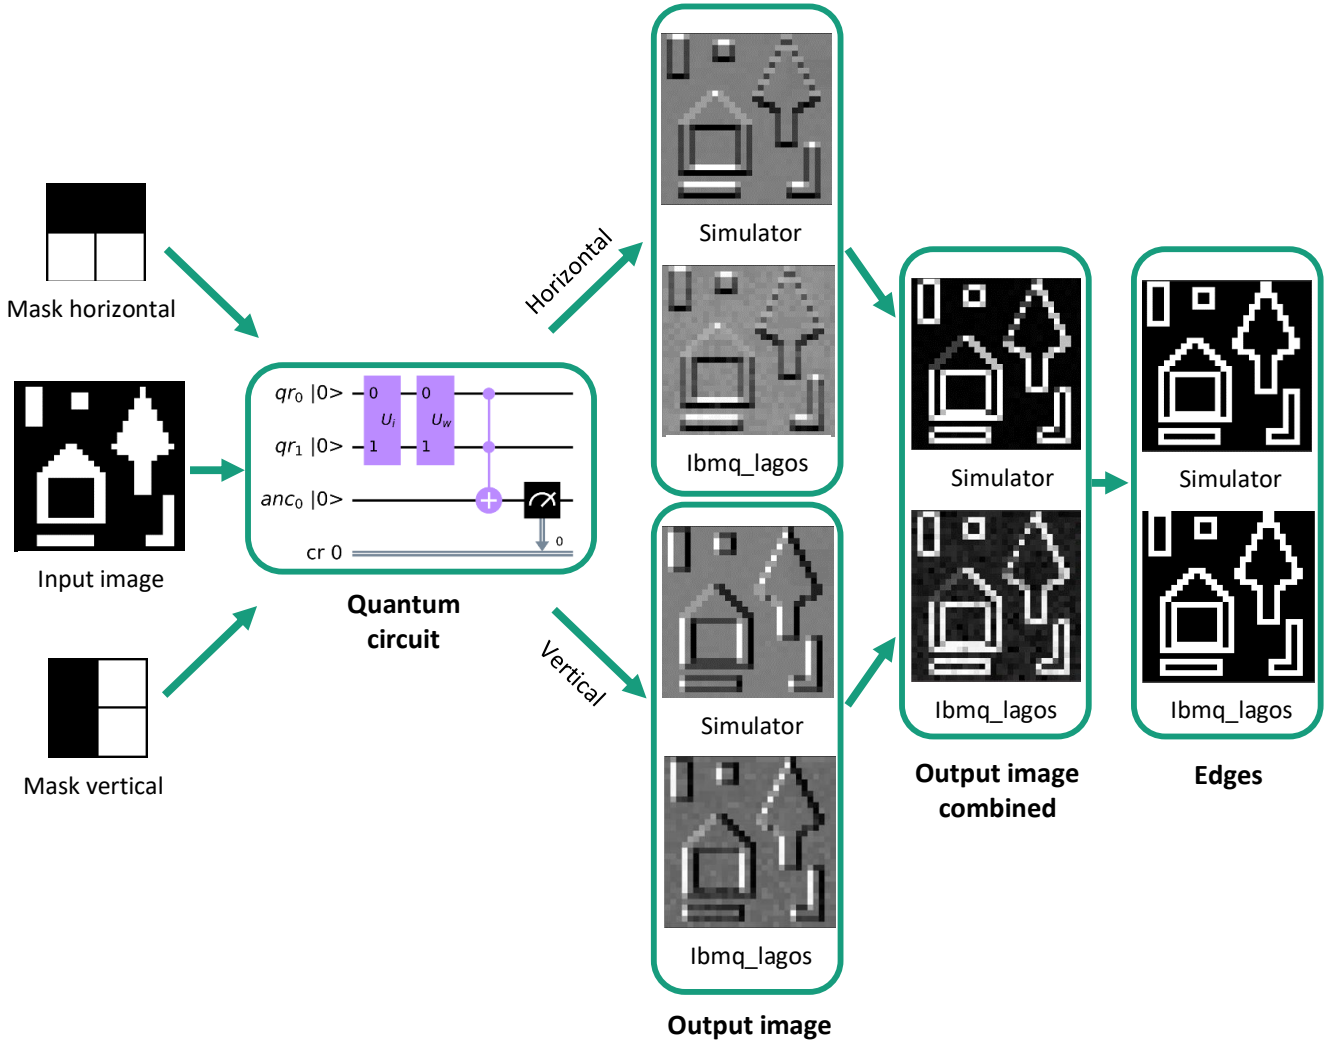 Mask horizontal
Input image
Mask vertical
qr₀ |0>
qr₁ |0>
anc₀ |0>
cr 0
0
1
Uᵢ
0
1
U_w
0
Quantum
circuit
Horizontal
Vertical
Simulator
Ibmq_lagos
Simulator
Ibmq_lagos
Output image
Simulator
Ibmq_lagos
Output image
combined
Simulator
Ibmq_lagos
Edges